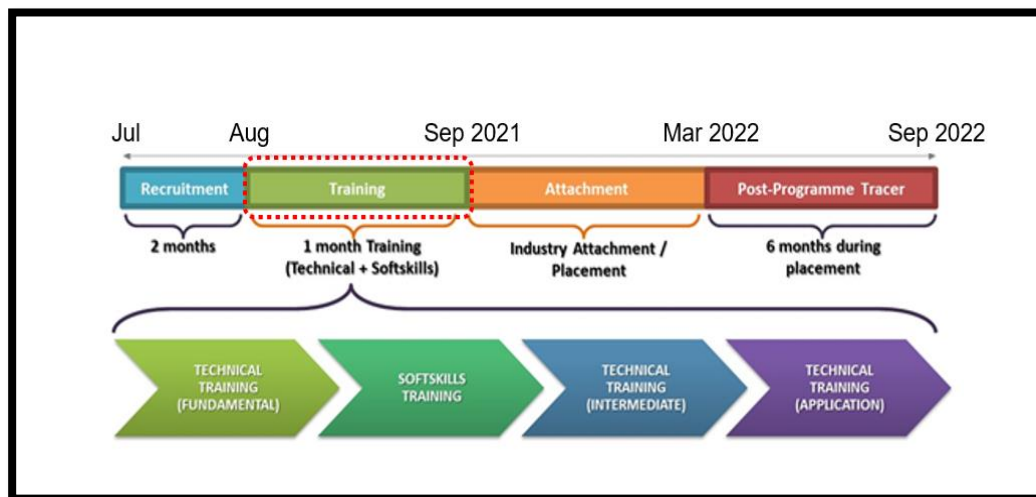 Jul Aug Sep 2021 Mar 2022 Sep 2022
Recruitment Training Attachment Post-Programme Tracer
2 months
1 month Training
(Technical + Softskills)
Industry Attachment /
Placement
6 months during
placement
TECHNICAL
TRAINING
(FUNDAMENTAL)
SOFTSKILLS
TRAINING
TECHNICAL
TRAINING
(INTERMEDIATE)
TECHNICAL
TRAINING
(APPLICATION)